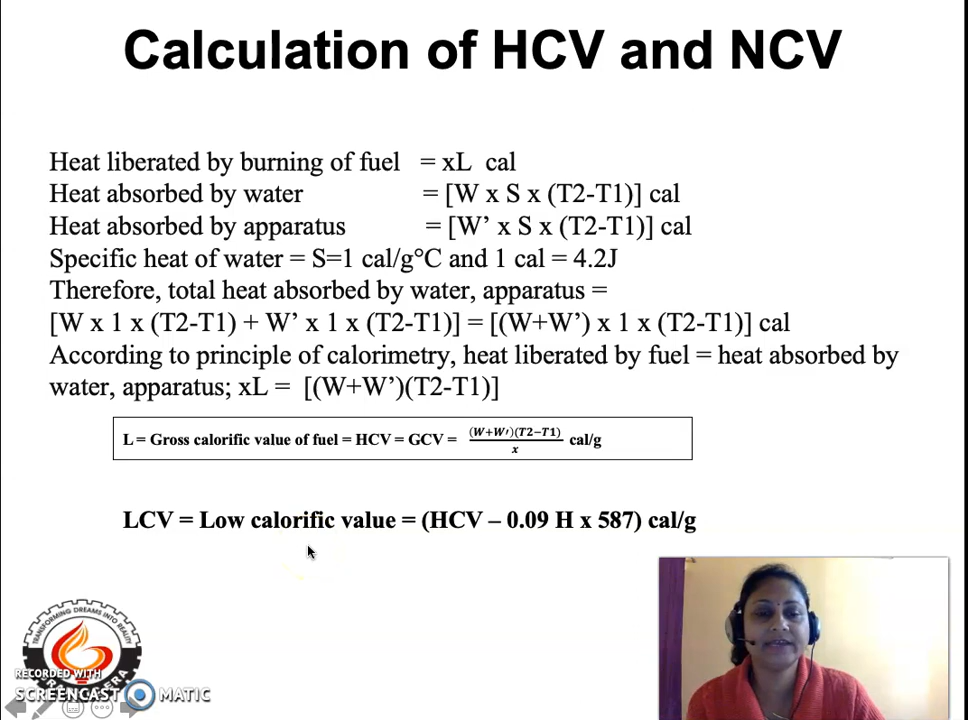 Calculation of HCV and NCV
Heat liberated by burning of fuel = xL cal
Heat absorbed by water = [W x S x (T2-T1)] cal
Heat absorbed by apparatus = [W’ x S x (T2-T1)] cal
Specific heat of water = S=1 cal/g°C and 1 cal = 4.2J
Therefore, total heat absorbed by water, apparatus =
[W x 1 x (T2-T1) + W’ x 1 x (T2-T1)] = [(W+W’) x 1 x (T2-T1)] cal
According to principle of calorimetry, heat liberated by fuel = heat absorbed by
water, apparatus; xL = [(W+W’)(T2-T1)]
L = Gross calorific value of fuel = HCV = GCV = (W+W′)(T2−T1)/x cal/g
LCV = Low calorific value = (HCV – 0.09 H x 587) cal/g
TRANSFORMING DREAMS INTO REALITY
RECORDED WITH
SCREENCAST MATIC